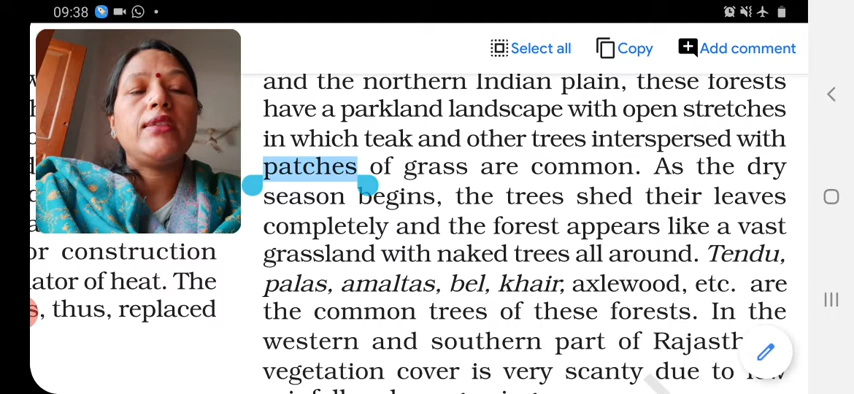 09:38
Select all
Copy
Add comment
and the northern Indian plain, these forests
have a parkland landscape with open stretches
in which teak and other trees interspersed with
patches of grass are common. As the dry
season begins, the trees shed their leaves
completely and the forest appears like a vast
grassland with naked trees all around. Tendu,
palas, amaltas, bel, khair, axlewood, etc. are
the common trees of these forests. In the
western and southern part of
vegetation cover is very scanty due to
or construction
ator of heat. The
s, thus, replaced